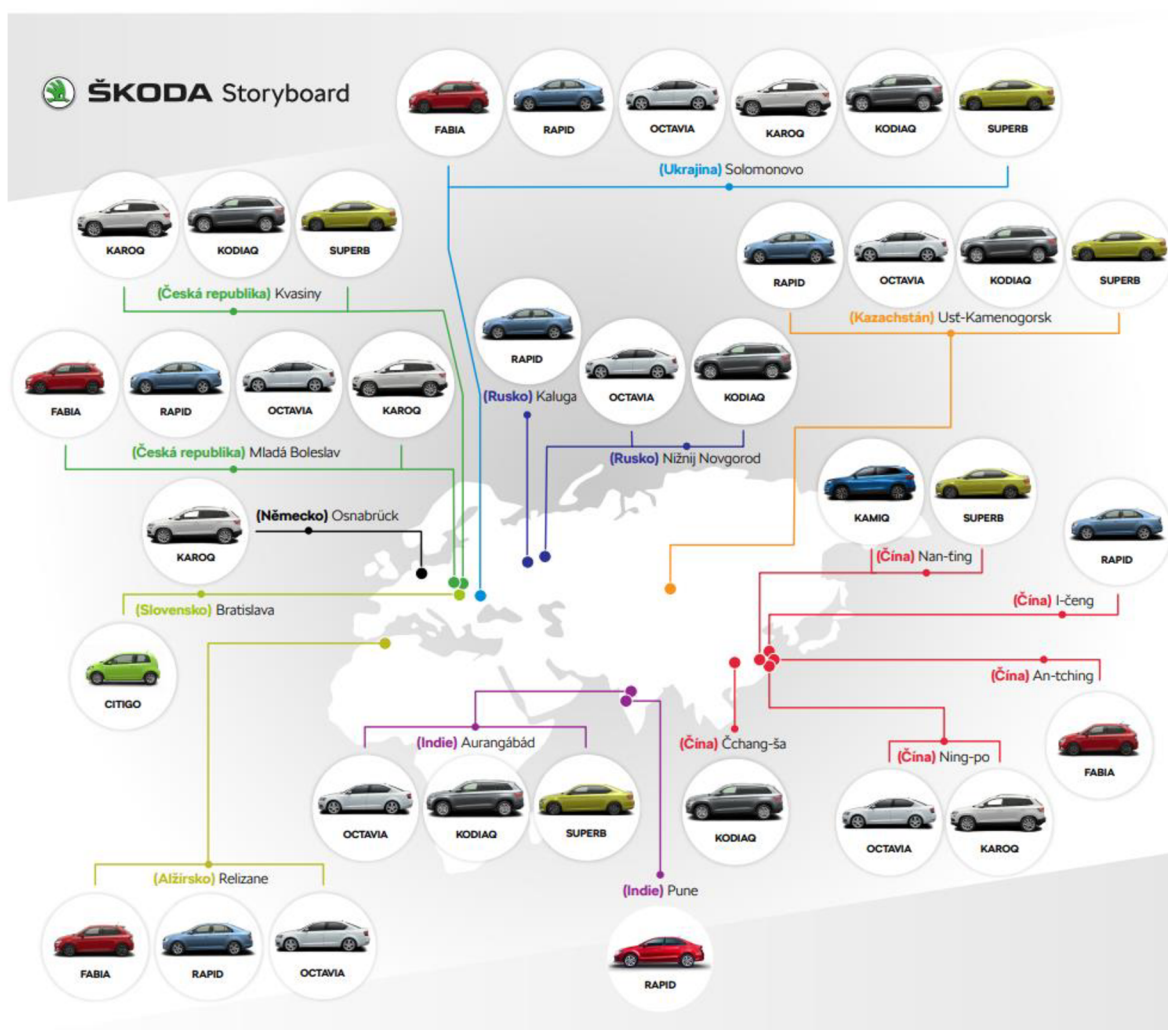 ŠKODA Storyboard
FABIA
RAPID
OCTAVIA
KAROQ
KODIAQ
SUPERB
(Ukrajina) Solomonovo
KAROQ
KODIAQ
SUPERB
(Česká republika) Kvasiny
RAPID
OCTAVIA
KODIAQ
SUPERB
(Kazachstán) Usť-Kamenogorsk
RAPID
(Rusko) Kaluga
OCTAVIA
KODIAQ
(Rusko) Nižnij Novgorod
FABIA
RAPID
OCTAVIA
KAROQ
(Česká republika) Mladá Boleslav
KAROQ
(Německo) Osnabrück
KAMIQ
SUPERB
(Čína) Nan-ťing
RAPID
(Čína) I-čeng
(Slovensko) Bratislava
CITIGO
(Čína) An-tching
FABIA
(Indie) Aurangábád
OCTAVIA
KODIAQ
SUPERB
(Čína) Čchang-ša
KODIAQ
(Čína) Ning-po
OCTAVIA
KAROQ
(Alžírsko) Relizane
FABIA
RAPID
OCTAVIA
(Indie) Pune
RAPID